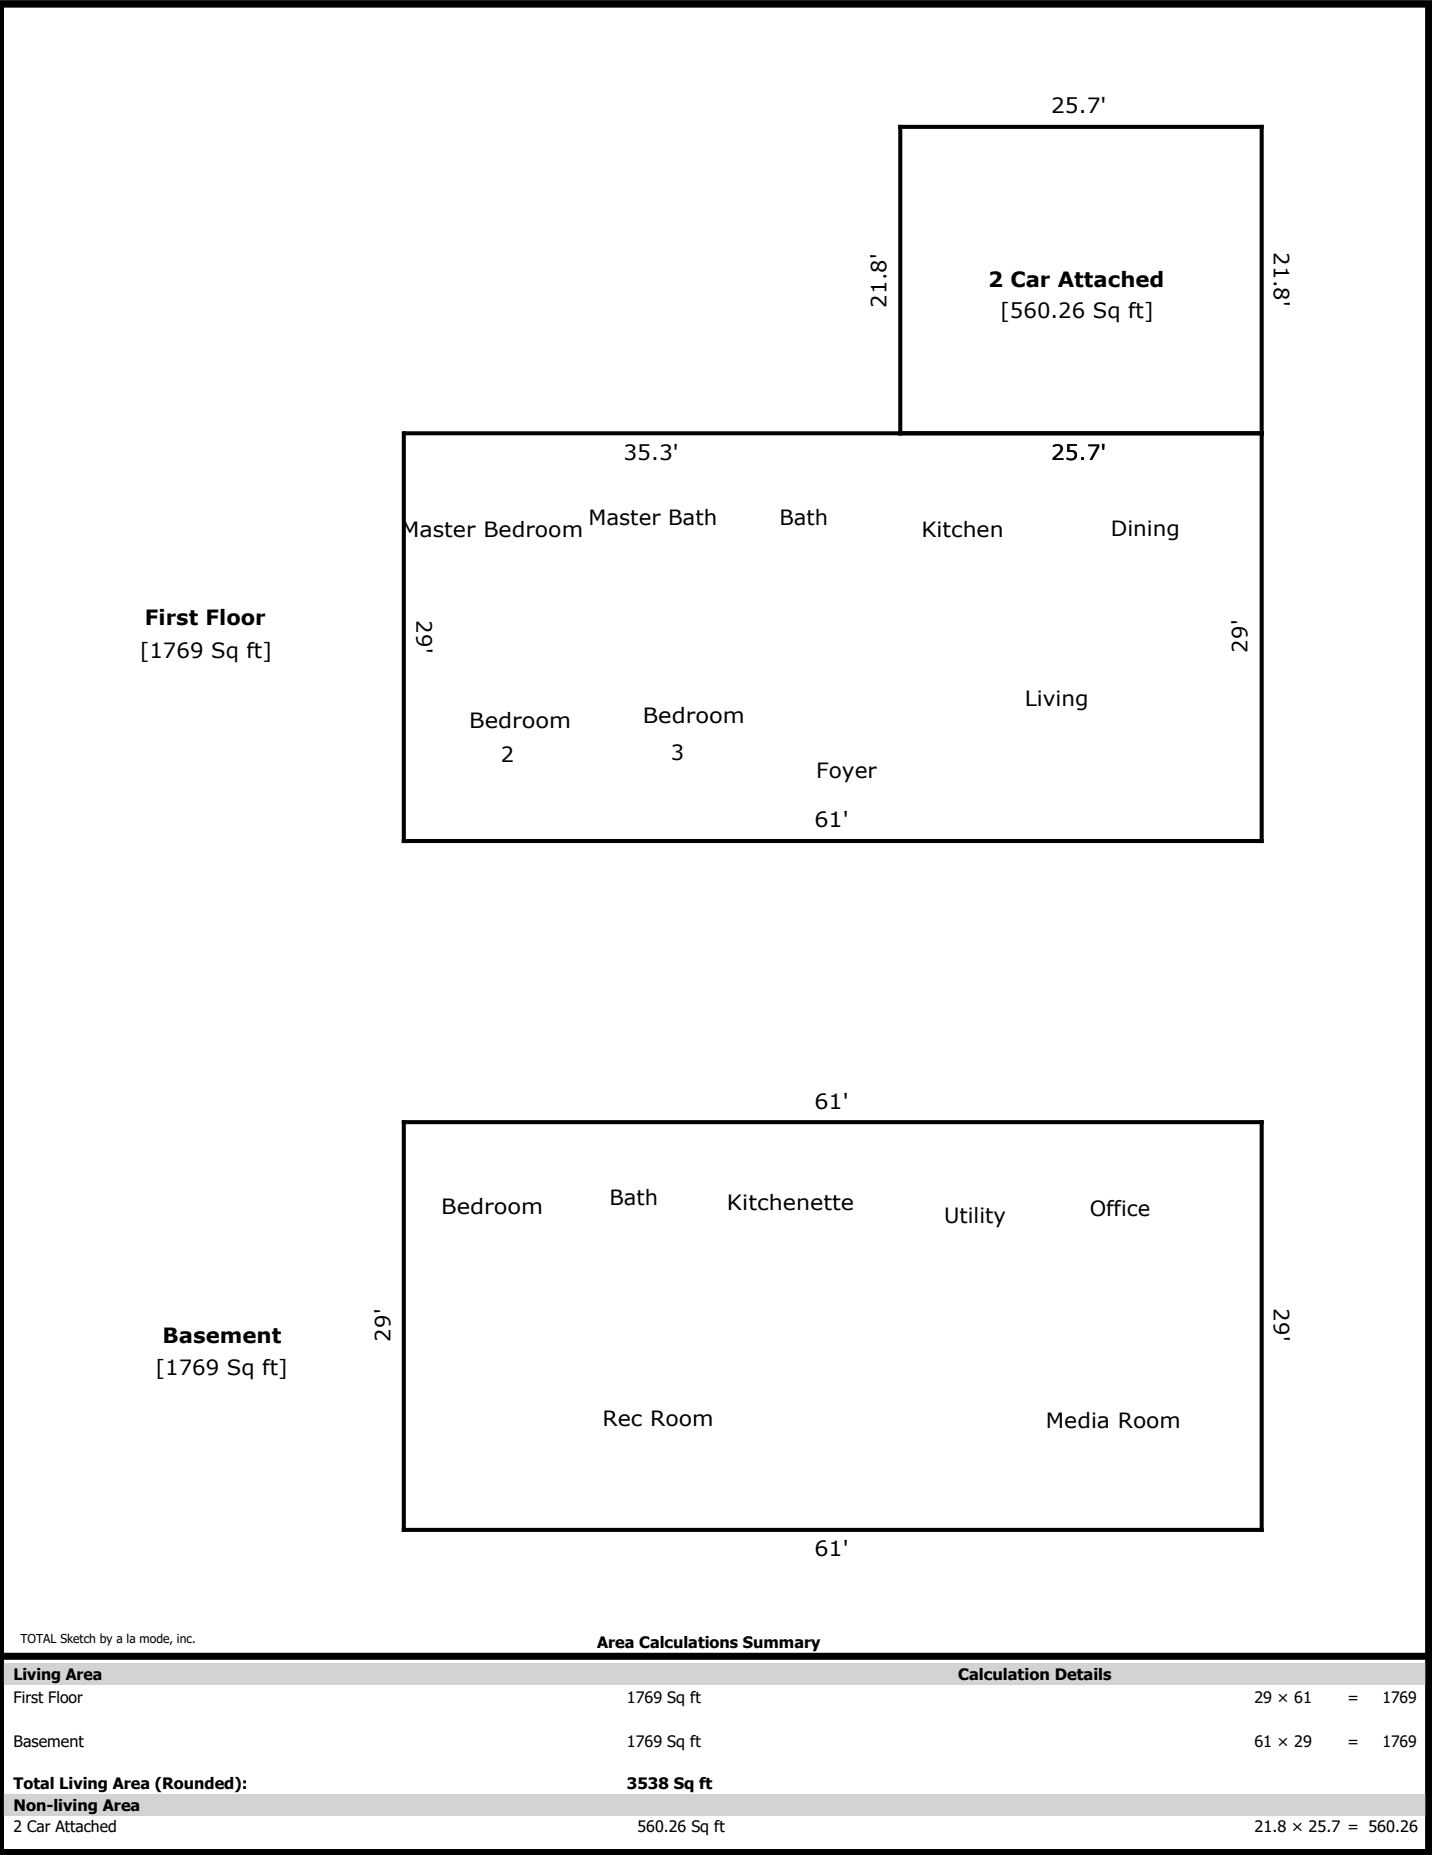 25.7'
21.8'
21.8'
2 Car Attached
[560.26 Sq ft]
35.3'
25.7'
Master Bedroom
Master Bath
Bath
Kitchen
Dining
First Floor
[1769 Sq ft]
29'
29'
Living
Bedroom
2
Bedroom
3
Foyer
61'
61'
Bedroom
Bath
Kitchenette
Utility
Office
29'
29'
Basement
[1769 Sq ft]
Rec Room
Media Room
61'
TOTAL Sketch by a la mode, inc.
Area Calculations Summary
Living Area Calculation Details
First Floor 1769 Sq ft 29 × 61 = 1769
Basement 1769 Sq ft 61 × 29 = 1769
Total Living Area (Rounded): 3538 Sq ft
Non-living Area
2 Car Attached 560.26 Sq ft 21.8 × 25.7 = 560.26